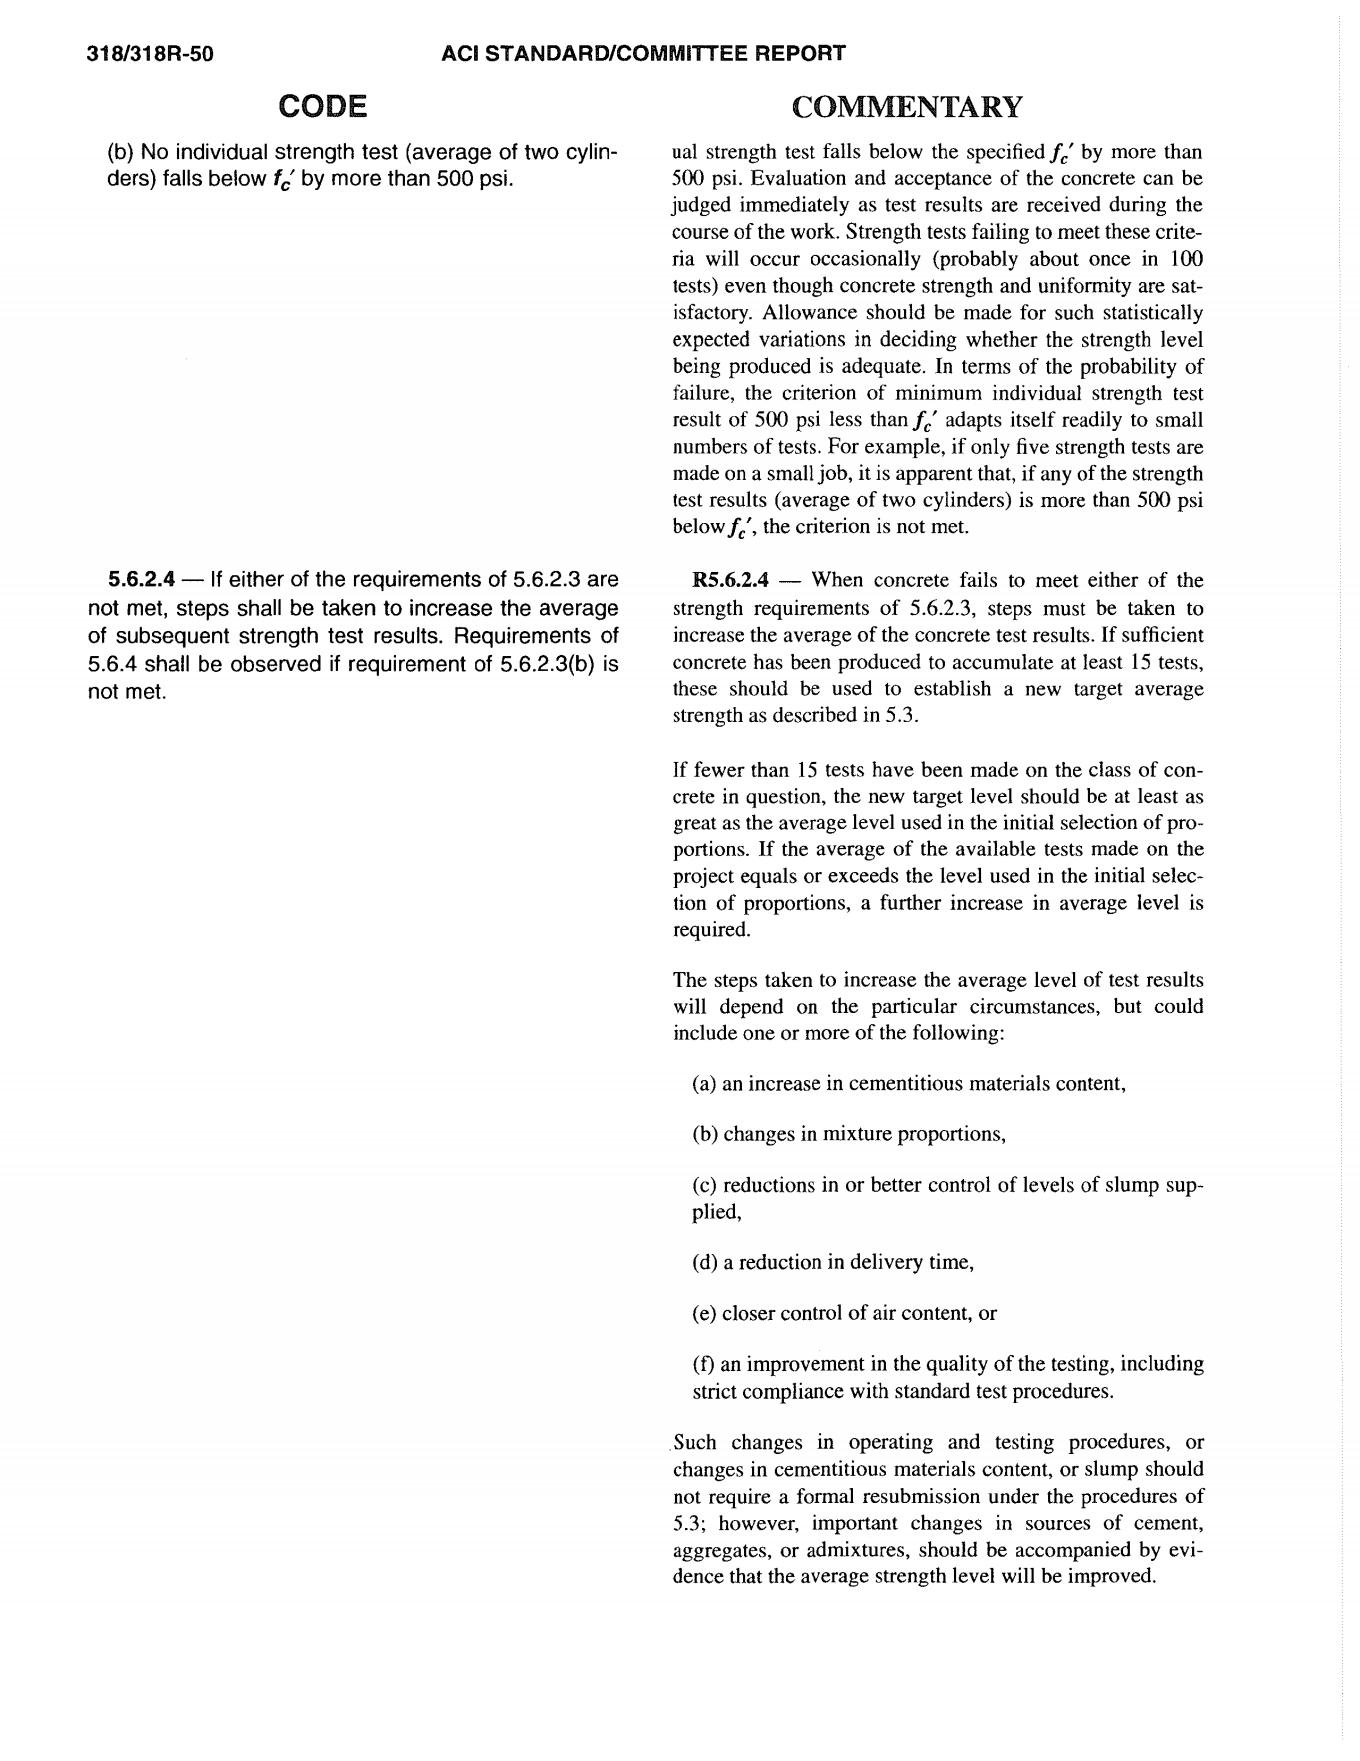 318/318R-50
ACI STANDARD/COMMITTEE REPORT
CODE
(b) No individual strength test (average of two cylin-
ders) falls below fc′ by more than 500 psi.
5.6.2.4 — If either of the requirements of 5.6.2.3 are
not met, steps shall be taken to increase the average
of subsequent strength test results. Requirements of
5.6.4 shall be observed if requirement of 5.6.2.3(b) is
not met.
COMMENTARY
ual strength test falls below the specified fc′ by more than
500 psi. Evaluation and acceptance of the concrete can be
judged immediately as test results are received during the
course of the work. Strength tests failing to meet these crite-
ria will occur occasionally (probably about once in 100
tests) even though concrete strength and uniformity are sat-
isfactory. Allowance should be made for such statistically
expected variations in deciding whether the strength level
being produced is adequate. In terms of the probability of
failure, the criterion of minimum individual strength test
result of 500 psi less than fc′ adapts itself readily to small
numbers of tests. For example, if only five strength tests are
made on a small job, it is apparent that, if any of the strength
test results (average of two cylinders) is more than 500 psi
below fc′, the criterion is not met.
R5.6.2.4 — When concrete fails to meet either of the
strength requirements of 5.6.2.3, steps must be taken to
increase the average of the concrete test results. If sufficient
concrete has been produced to accumulate at least 15 tests,
these should be used to establish a new target average
strength as described in 5.3.
If fewer than 15 tests have been made on the class of con-
crete in question, the new target level should be at least as
great as the average level used in the initial selection of pro-
portions. If the average of the available tests made on the
project equals or exceeds the level used in the initial selec-
tion of proportions, a further increase in average level is
required.
The steps taken to increase the average level of test results
will depend on the particular circumstances, but could
include one or more of the following:
(a) an increase in cementitious materials content,
(b) changes in mixture proportions,
(c) reductions in or better control of levels of slump sup-
plied,
(d) a reduction in delivery time,
(e) closer control of air content, or
(f) an improvement in the quality of the testing, including
strict compliance with standard test procedures.
Such changes in operating and testing procedures, or
changes in cementitious materials content, or slump should
not require a formal resubmission under the procedures of
5.3; however, important changes in sources of cement,
aggregates, or admixtures, should be accompanied by evi-
dence that the average strength level will be improved.